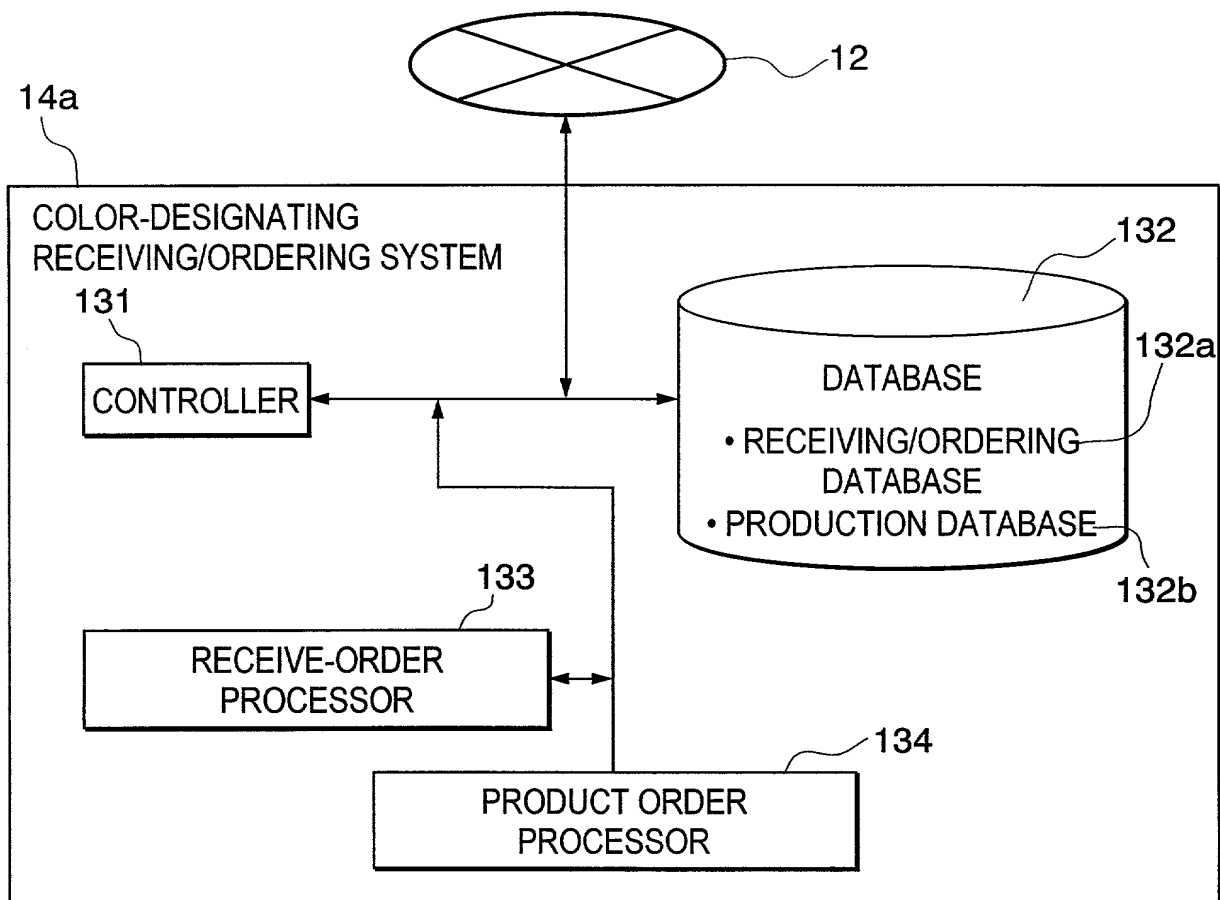 12
14a
COLOR-DESIGNATING
RECEIVING/ORDERING SYSTEM
132
131
132a
CONTROLLER
DATABASE
• RECEIVING/ORDERING
DATABASE
• PRODUCTION DATABASE
132b
133
RECEIVE-ORDER
PROCESSOR
134
PRODUCT ORDER
PROCESSOR